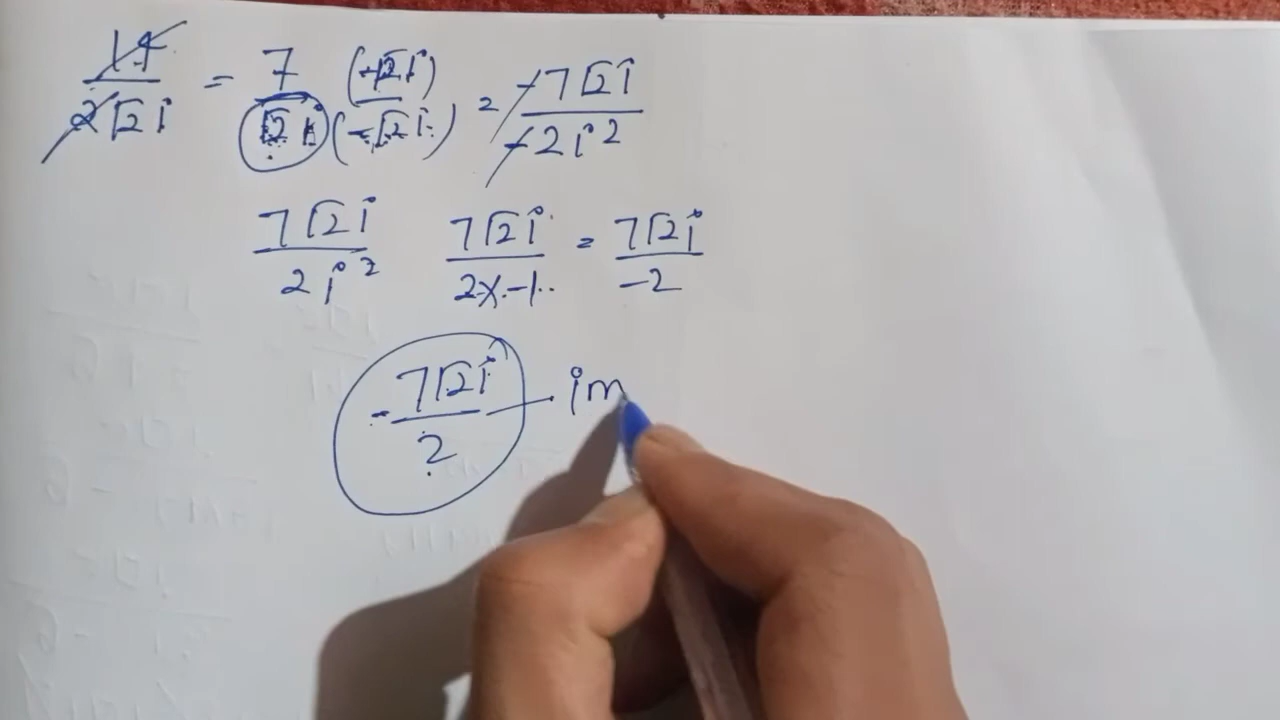 14/2√2i = 7/√2i (-√2i)/(-√2i) = -7√2i/-2i²
7√2i/2i² 7√2i/2x-1 = 7√2i/-2
-7√2i/2 - im